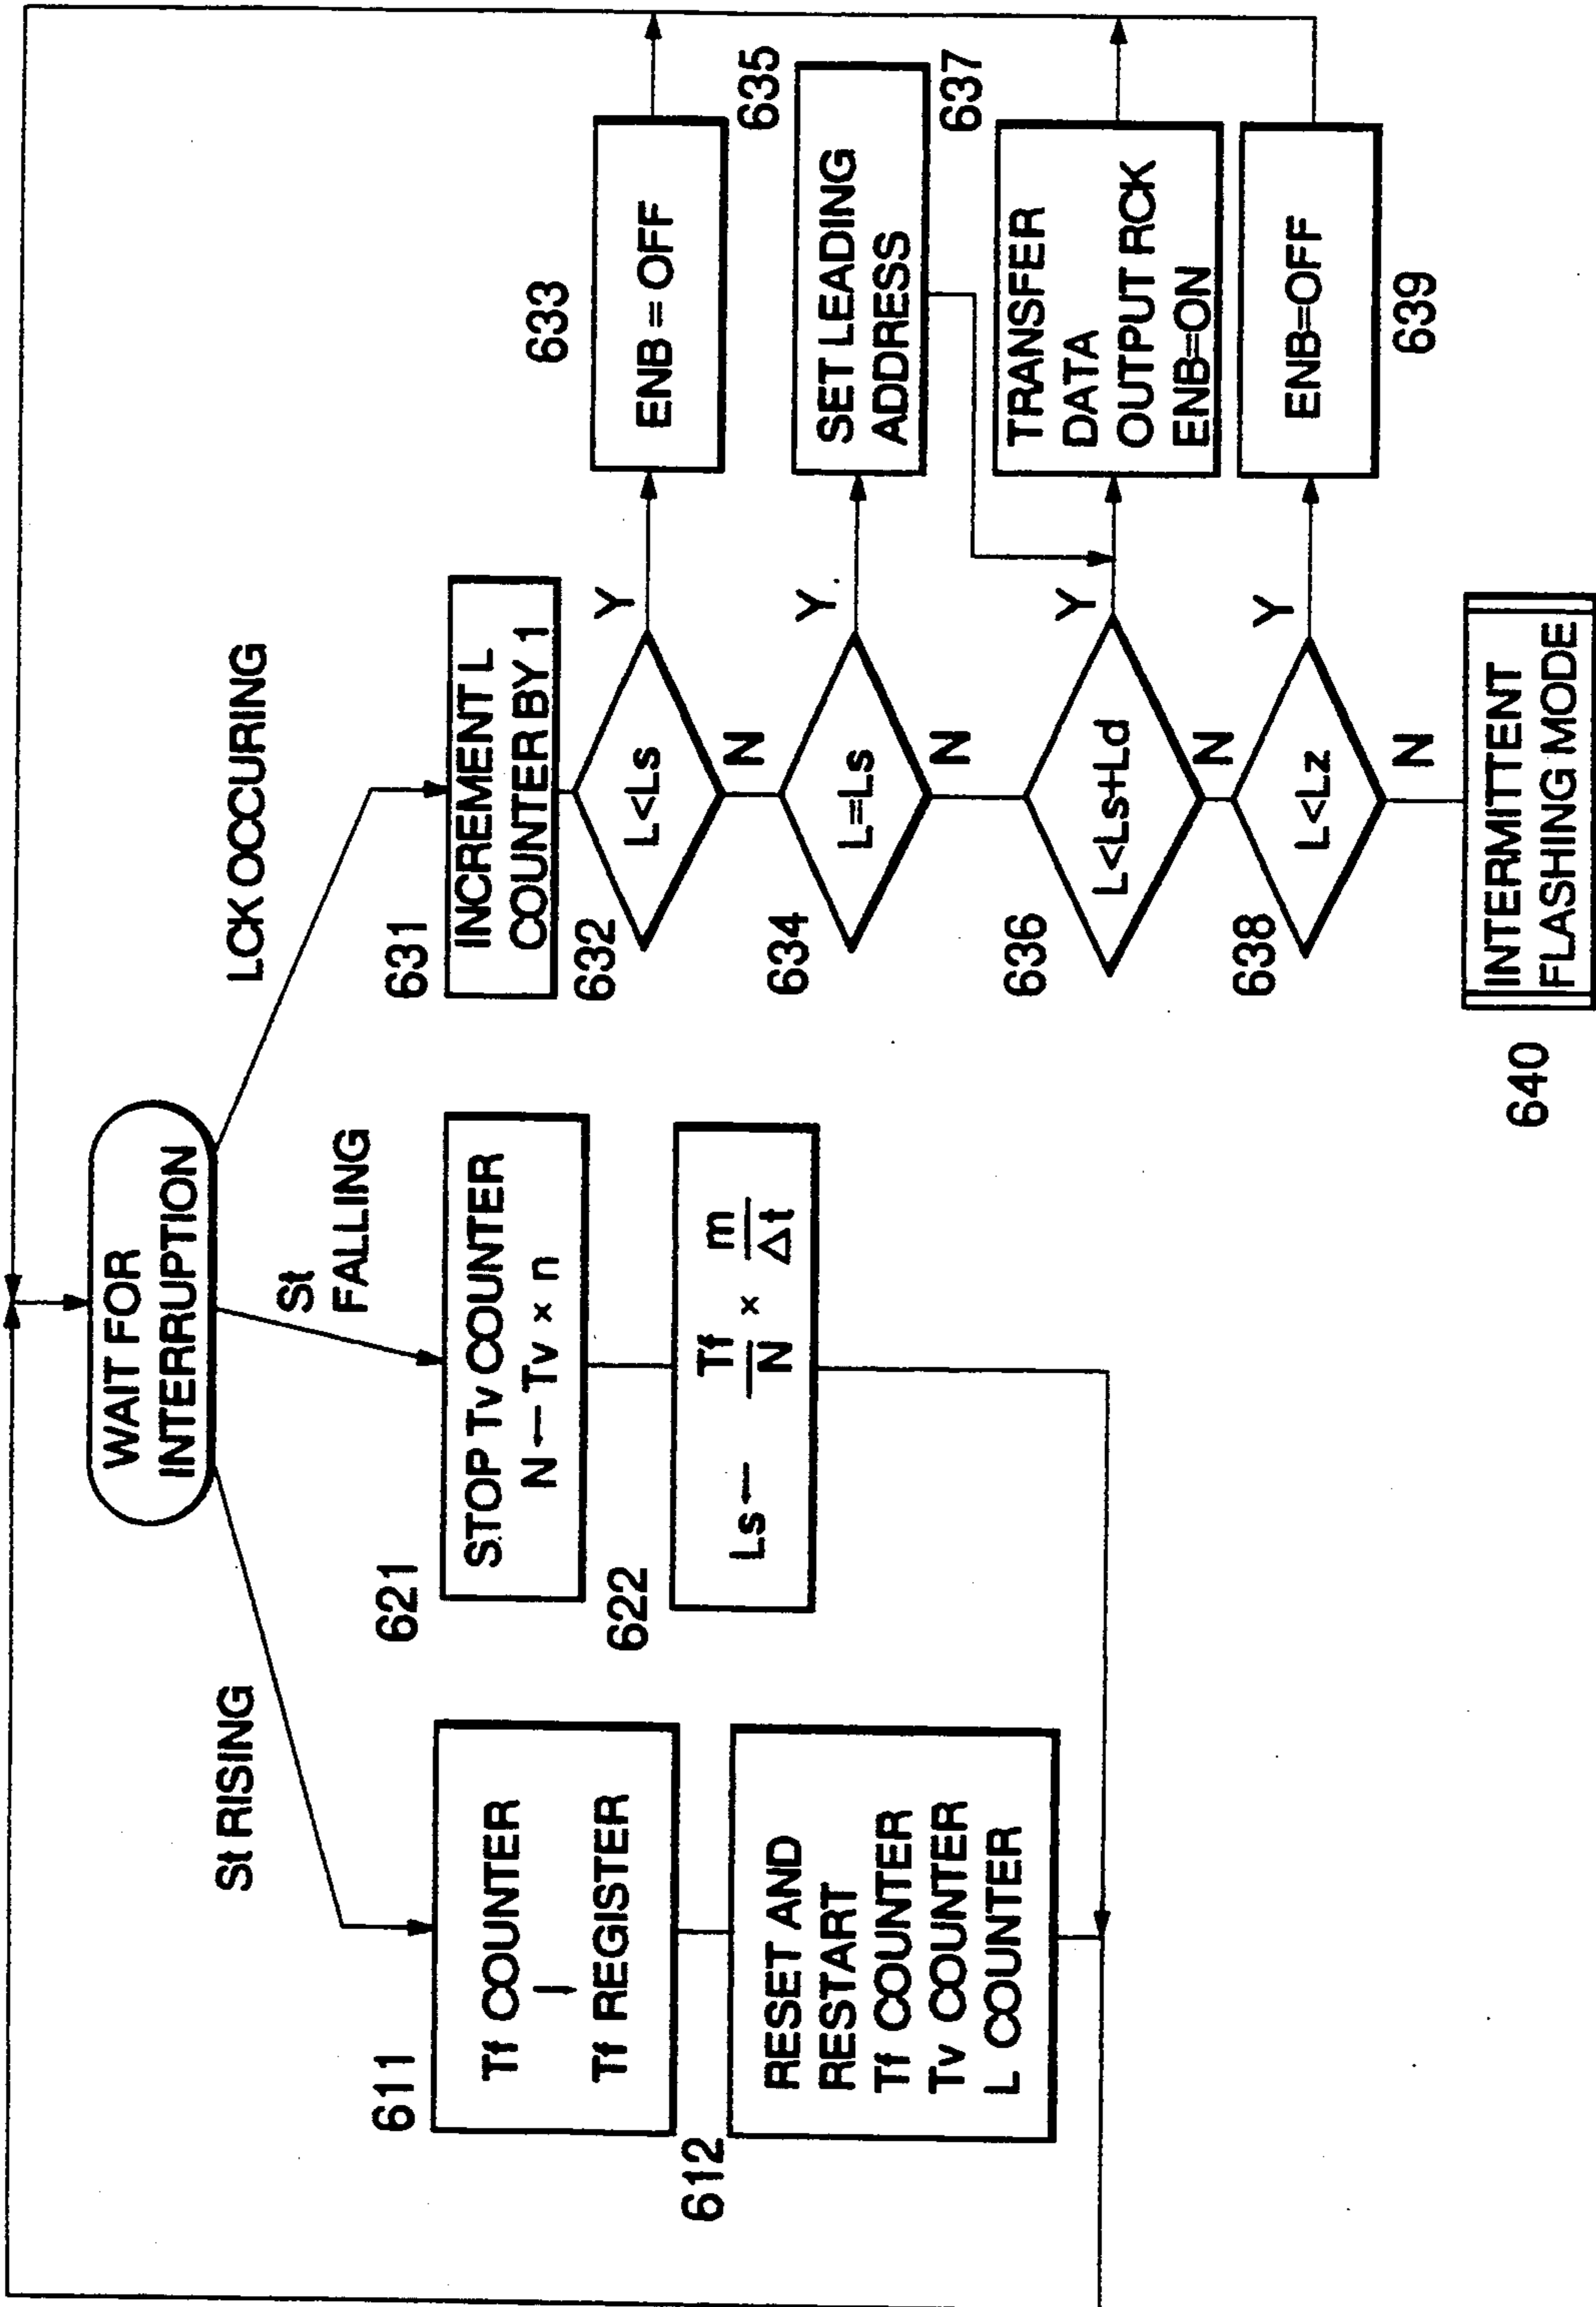 WAIT FOR
INTERRUPTION
St RISING
611
Tf COUNTER
Tf REGISTER
612
RESET AND
RESTART
Tf COUNTER
Tv COUNTER
L COUNTER
St
FALLING
621
STOP Tv COUNTER
N ← Tv × n
622
Ls ← Tf/N × m/Δt
LCK OCCURING
631
INCREMENT L
COUNTER BY 1
632
L<Ls
Y
N
633
ENB = OFF
634
L=Ls
Y
N
635
SET LEADING
ADDRESS
636
L<Ls+Ld
Y
N
637
TRANSFER
DATA
OUTPUT RCK
ENB=ON
638
L<Lz
Y
N
ENB=OFF
639
640
INTERMITTENT
FLASHING MODE